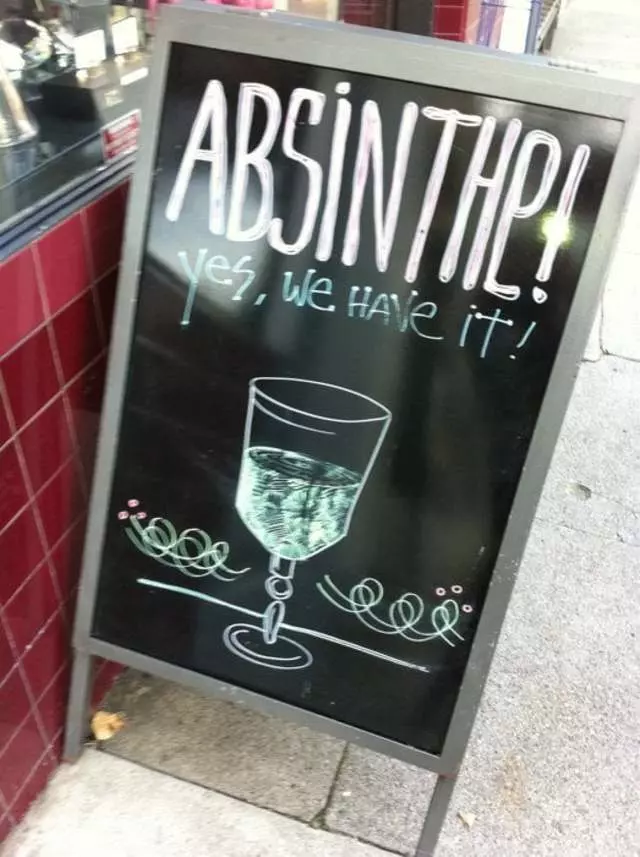 ABSiNTHe!
yes, we HAVe it!